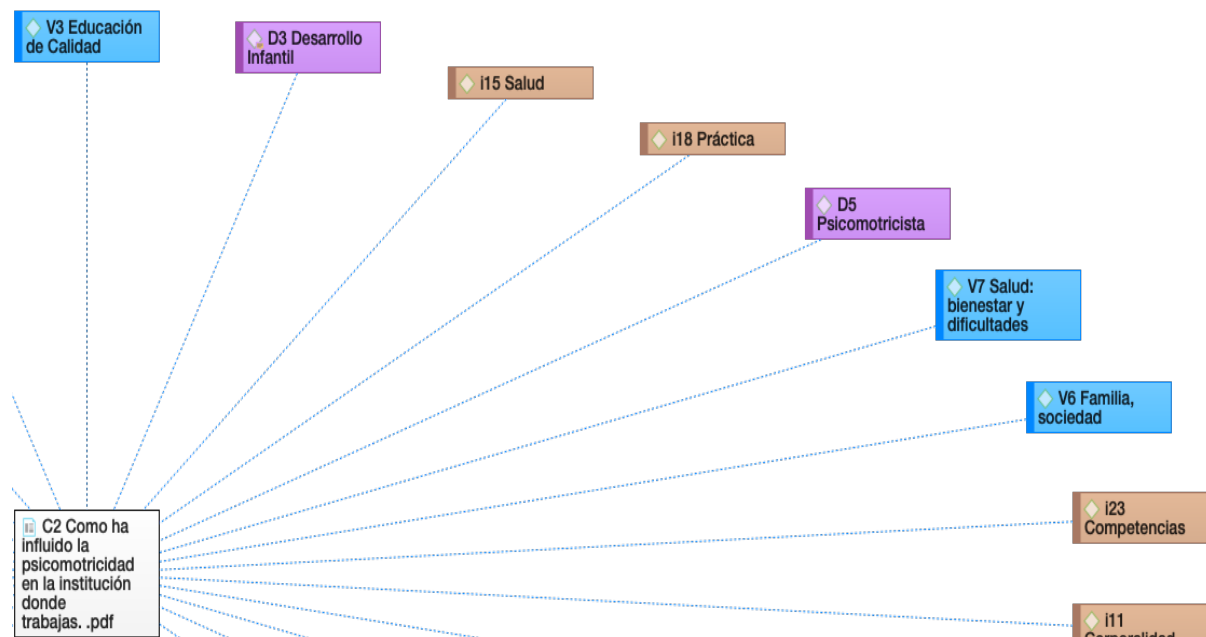 V3 Educación
de Calidad
D3 Desarrollo
Infantil
i15 Salud
i18 Práctica
D5
Psicomotricista
V7 Salud:
bienestar y
dificultades
V6 Familia,
sociedad
i23
Competencias
C2 Como ha
influido la
psicomotricidad
en la institución
donde
trabajas. .pdf
i11
Corporalidad